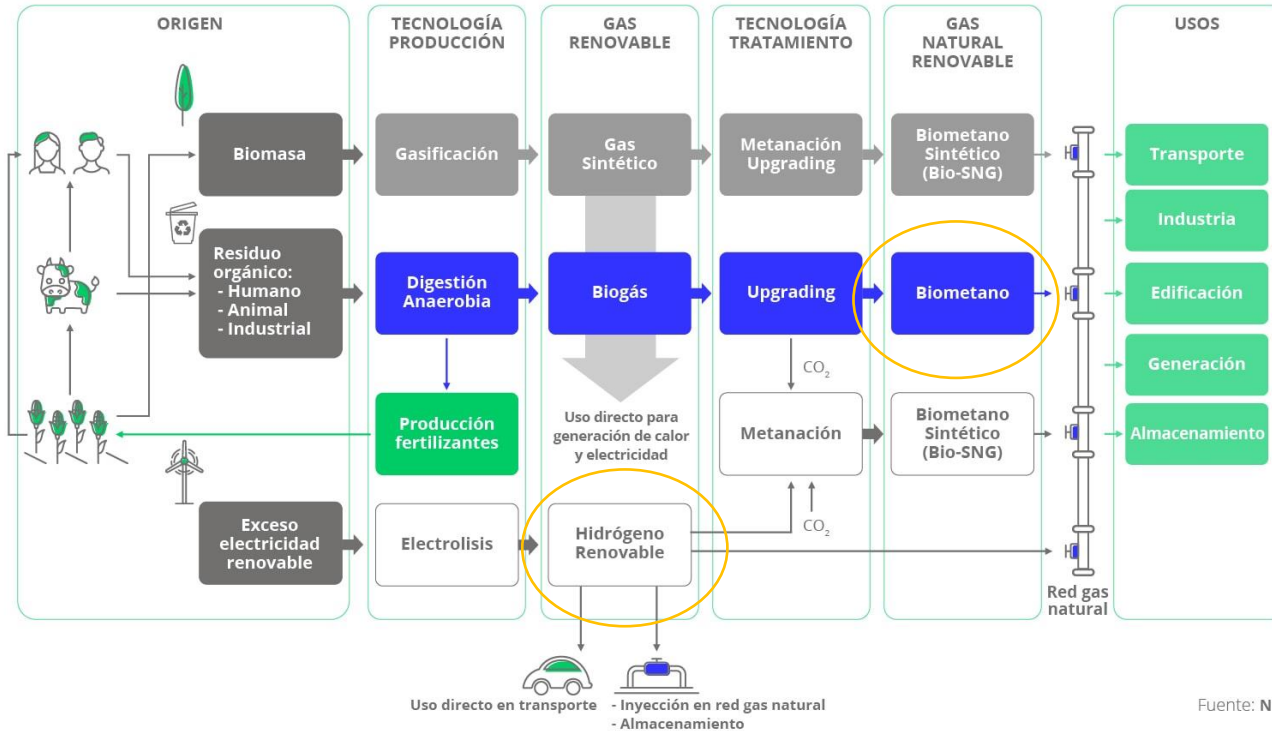 ORIGEN
TECNOLOGÍA
PRODUCCIÓN
GAS
RENOVABLE
TECNOLOGÍA
TRATAMIENTO
GAS
NATURAL
RENOVABLE
USOS
Biomasa
Gasificación
Gas
Sintético
Metanación
Upgrading
Biometano
Sintético
(Bio-SNG)
Transporte
Industria
Residuo
orgánico:
- Humano
- Animal
- Industrial
Digestión
Anaerobia
Biogás
Upgrading
Biometano
Edificación
Generación
CO₂
Producción
fertilizantes
Uso directo para
generación de calor
y electricidad
Metanación
Biometano
Sintético
(Bio-SNG)
Almacenamiento
Exceso
electricidad
renovable
Electrolisis
Hidrógeno
Renovable
CO₂
Red gas
natural
Uso directo en transporte
- Inyección en red gas natural
- Almacenamiento
Fuente: N